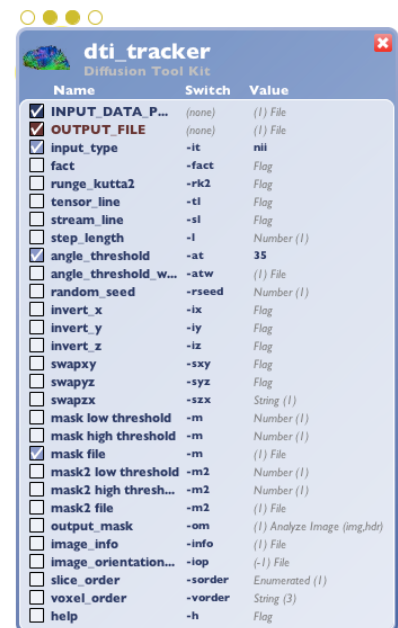 dti_tracker
Diffusion Tool Kit
Name Switch Value
INPUT_DATA_P... (none) (1) File
OUTPUT_FILE (none) (1) File
input_type -it nii
fact -fact Flag
runge_kutta2 -rk2 Flag
tensor_line -tl Flag
stream_line -sl Flag
step_length -l Number (1)
angle_threshold -at 35
angle_threshold_w... -atw (1) File
random_seed -rseed Number (1)
invert_x -ix Flag
invert_y -iy Flag
invert_z -iz Flag
swapxy -sxy Flag
swapyz -syz Flag
swapzx -szx String (1)
mask low threshold -m Number (1)
mask high threshold -m Number (1)
mask file -m (1) File
mask2 low threshold -m2 Number (1)
mask2 high thresh... -m2 Number (1)
mask2 file -m2 (1) File
output_mask -om (1) Analyze Image (img,hdr)
image_info -info (1) File
image_orientation... -iop (-1) File
slice_order -sorder Enumerated (1)
voxel_order -vorder String (3)
help -h Flag